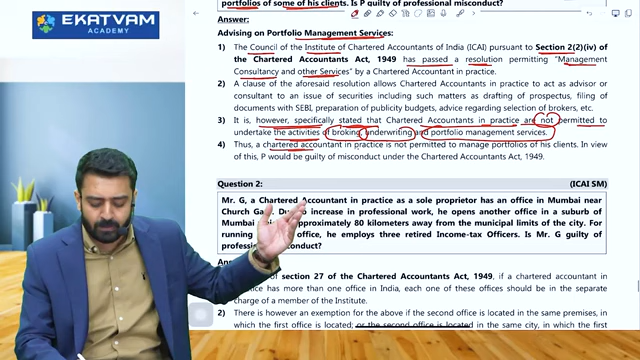 EKATVAM
ACADEMY
portfolios of some of his clients. Is P guilty of professional misconduct?
Answer:
Advising on Portfolio Management Services:
1) The Council of the Institute of Chartered Accountants of India (ICAI) pursuant to Section 2(2)(iv) of the Chartered Accountants Act, 1949 has passed a resolution permitting "Management Consultancy and other Services" by a Chartered Accountant in practice.
2) A clause of the aforesaid resolution allows Chartered Accountants in practice to act as advisor or consultant to an issue of securities including such matters as drafting of prospectus, filing of documents with SEBI, preparation of publicity budgets, advice regarding selection of brokers, etc.
3) It is, however, specifically stated that Chartered Accountants in practice are not permitted to undertake the activities of broking, underwriting and portfolio management services.
4) Thus, a chartered accountant in practice is not permitted to manage portfolios of his clients. In view of this, P would be guilty of misconduct under the Chartered Accountants Act, 1949.
Question 2: (ICAI SM)
Mr. G, a Chartered Accountant in practice as a sole proprietor has an office in Mumbai near
Church increase in professional work, he opens another office in a suburb of
Mumbai approximately 80 kilometers away from the municipal limits of the city. For
running office, he employs three retired Income-tax Officers. Is Mr. G guilty of
professional misconduct?
of section 27 of the Chartered Accountants Act, 1949, if a chartered accountant in
has more than one office in India, each one of these offices should be in the separate
charge of a member of the Institute.
2) There is however an exemption for the above if the second office is located in the same premises, in
which the first office is located; or the second office is located in the same city, in which the first